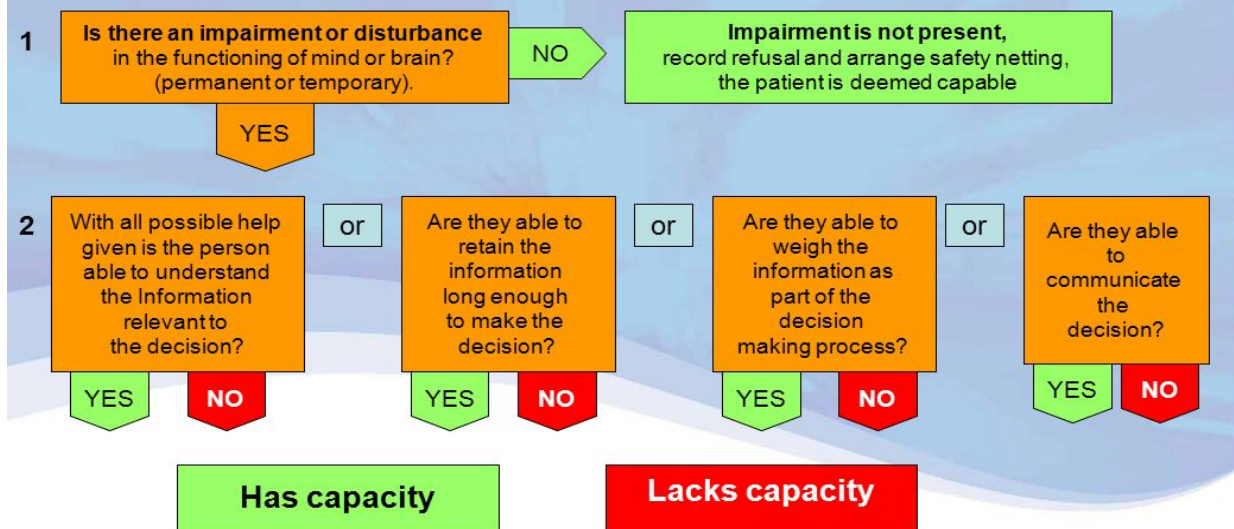 1
Is there an impairment or disturbance
in the functioning of mind or brain?
(permanent or temporary).
NO
Impairment is not present,
record refusal and arrange safety netting,
the patient is deemed capable
YES
2
With all possible help
given is the person
able to understand
the Information
relevant to
the decision?
or
Are they able to
retain the
information
long enough
to make the
decision?
or
Are they able to
weigh the
information as
part of the
decision
making process?
or
Are they able
to
communicate
the
decision?
YES
NO
YES
NO
YES
NO
YES
NO
Has capacity
Lacks capacity